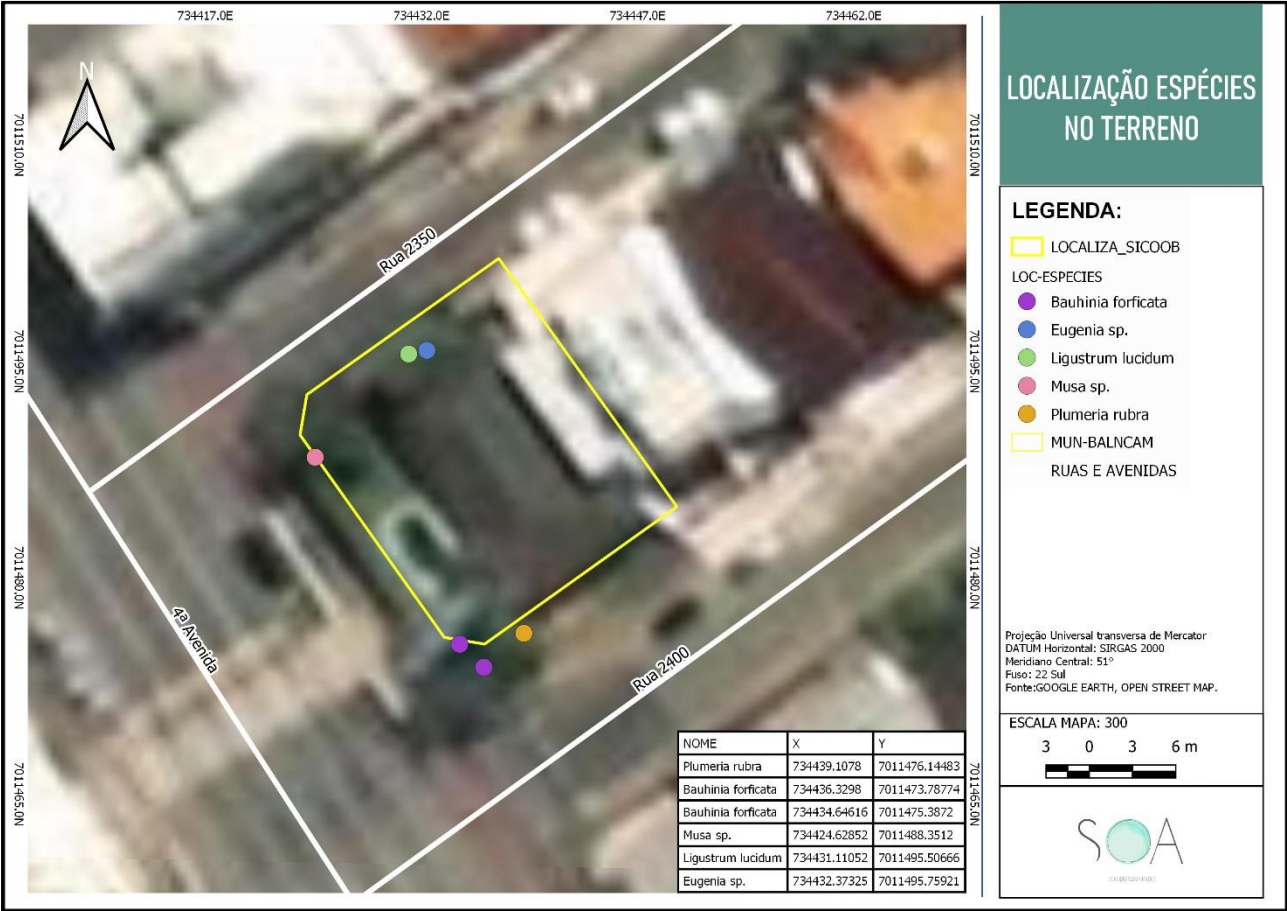 734417.0E 734432.0E 734447.0E 734462.0E
N
7011510.0N
7011495.0N
7011480.0N
7011465.0N
7011510.0N
7011495.0N
7011480.0N
7011465.0N
Rua 2350
4ª Avenida
Rua 2400
NOME X Y
Plumeria rubra 734439.1078 7011476.14483
Bauhinia forficata 734436.3298 7011473.78774
Bauhinia forficata 734434.64616 7011475.3872
Musa sp. 734424.62852 7011488.3512
Ligustrum lucidum 734431.11052 7011495.50666
Eugenia sp. 734432.37325 7011495.75921
LOCALIZAÇÃO ESPÉCIES
NO TERRENO
LEGENDA:
LOCALIZA_SICOOB
LOC-ESPECIES
Bauhinia forficata
Eugenia sp.
Ligustrum lucidum
Musa sp.
Plumeria rubra
MUN-BALNCAM
RUAS E AVENIDAS
Projeção Universal transversa de Mercator
DATUM Horizontal: SIRGAS 2000
Meridiano Central: 51°
Fuso: 22 Sul
Fonte:GOOGLE EARTH, OPEN STREET MAP.
ESCALA MAPA: 300
3 0 3 6 m
SOA